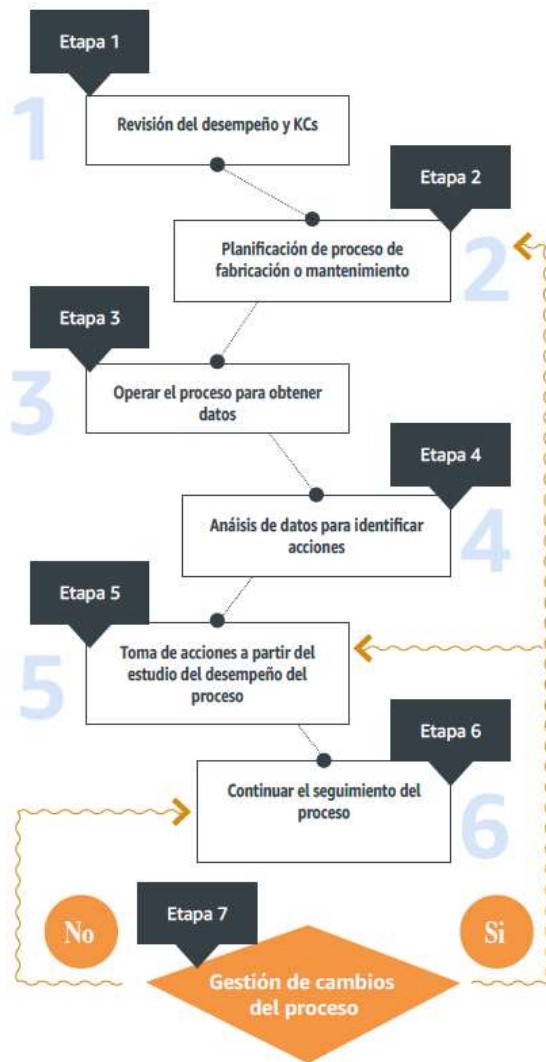 Etapa 1
1
Revisión del desempeño y KCs
Etapa 2
2
Planificación de proceso de
fabricación o mantenimiento
Etapa 3
3
Operar el proceso para obtener
datos
Etapa 4
4
Anáisis de datos para identificar
acciones
Etapa 5
5
Toma de acciones a partir del
estudio del desempeño del
proceso
Etapa 6
6
Continuar el seguimiento del
proceso
Etapa 7
No
Si
Gestión de cambios
del proceso